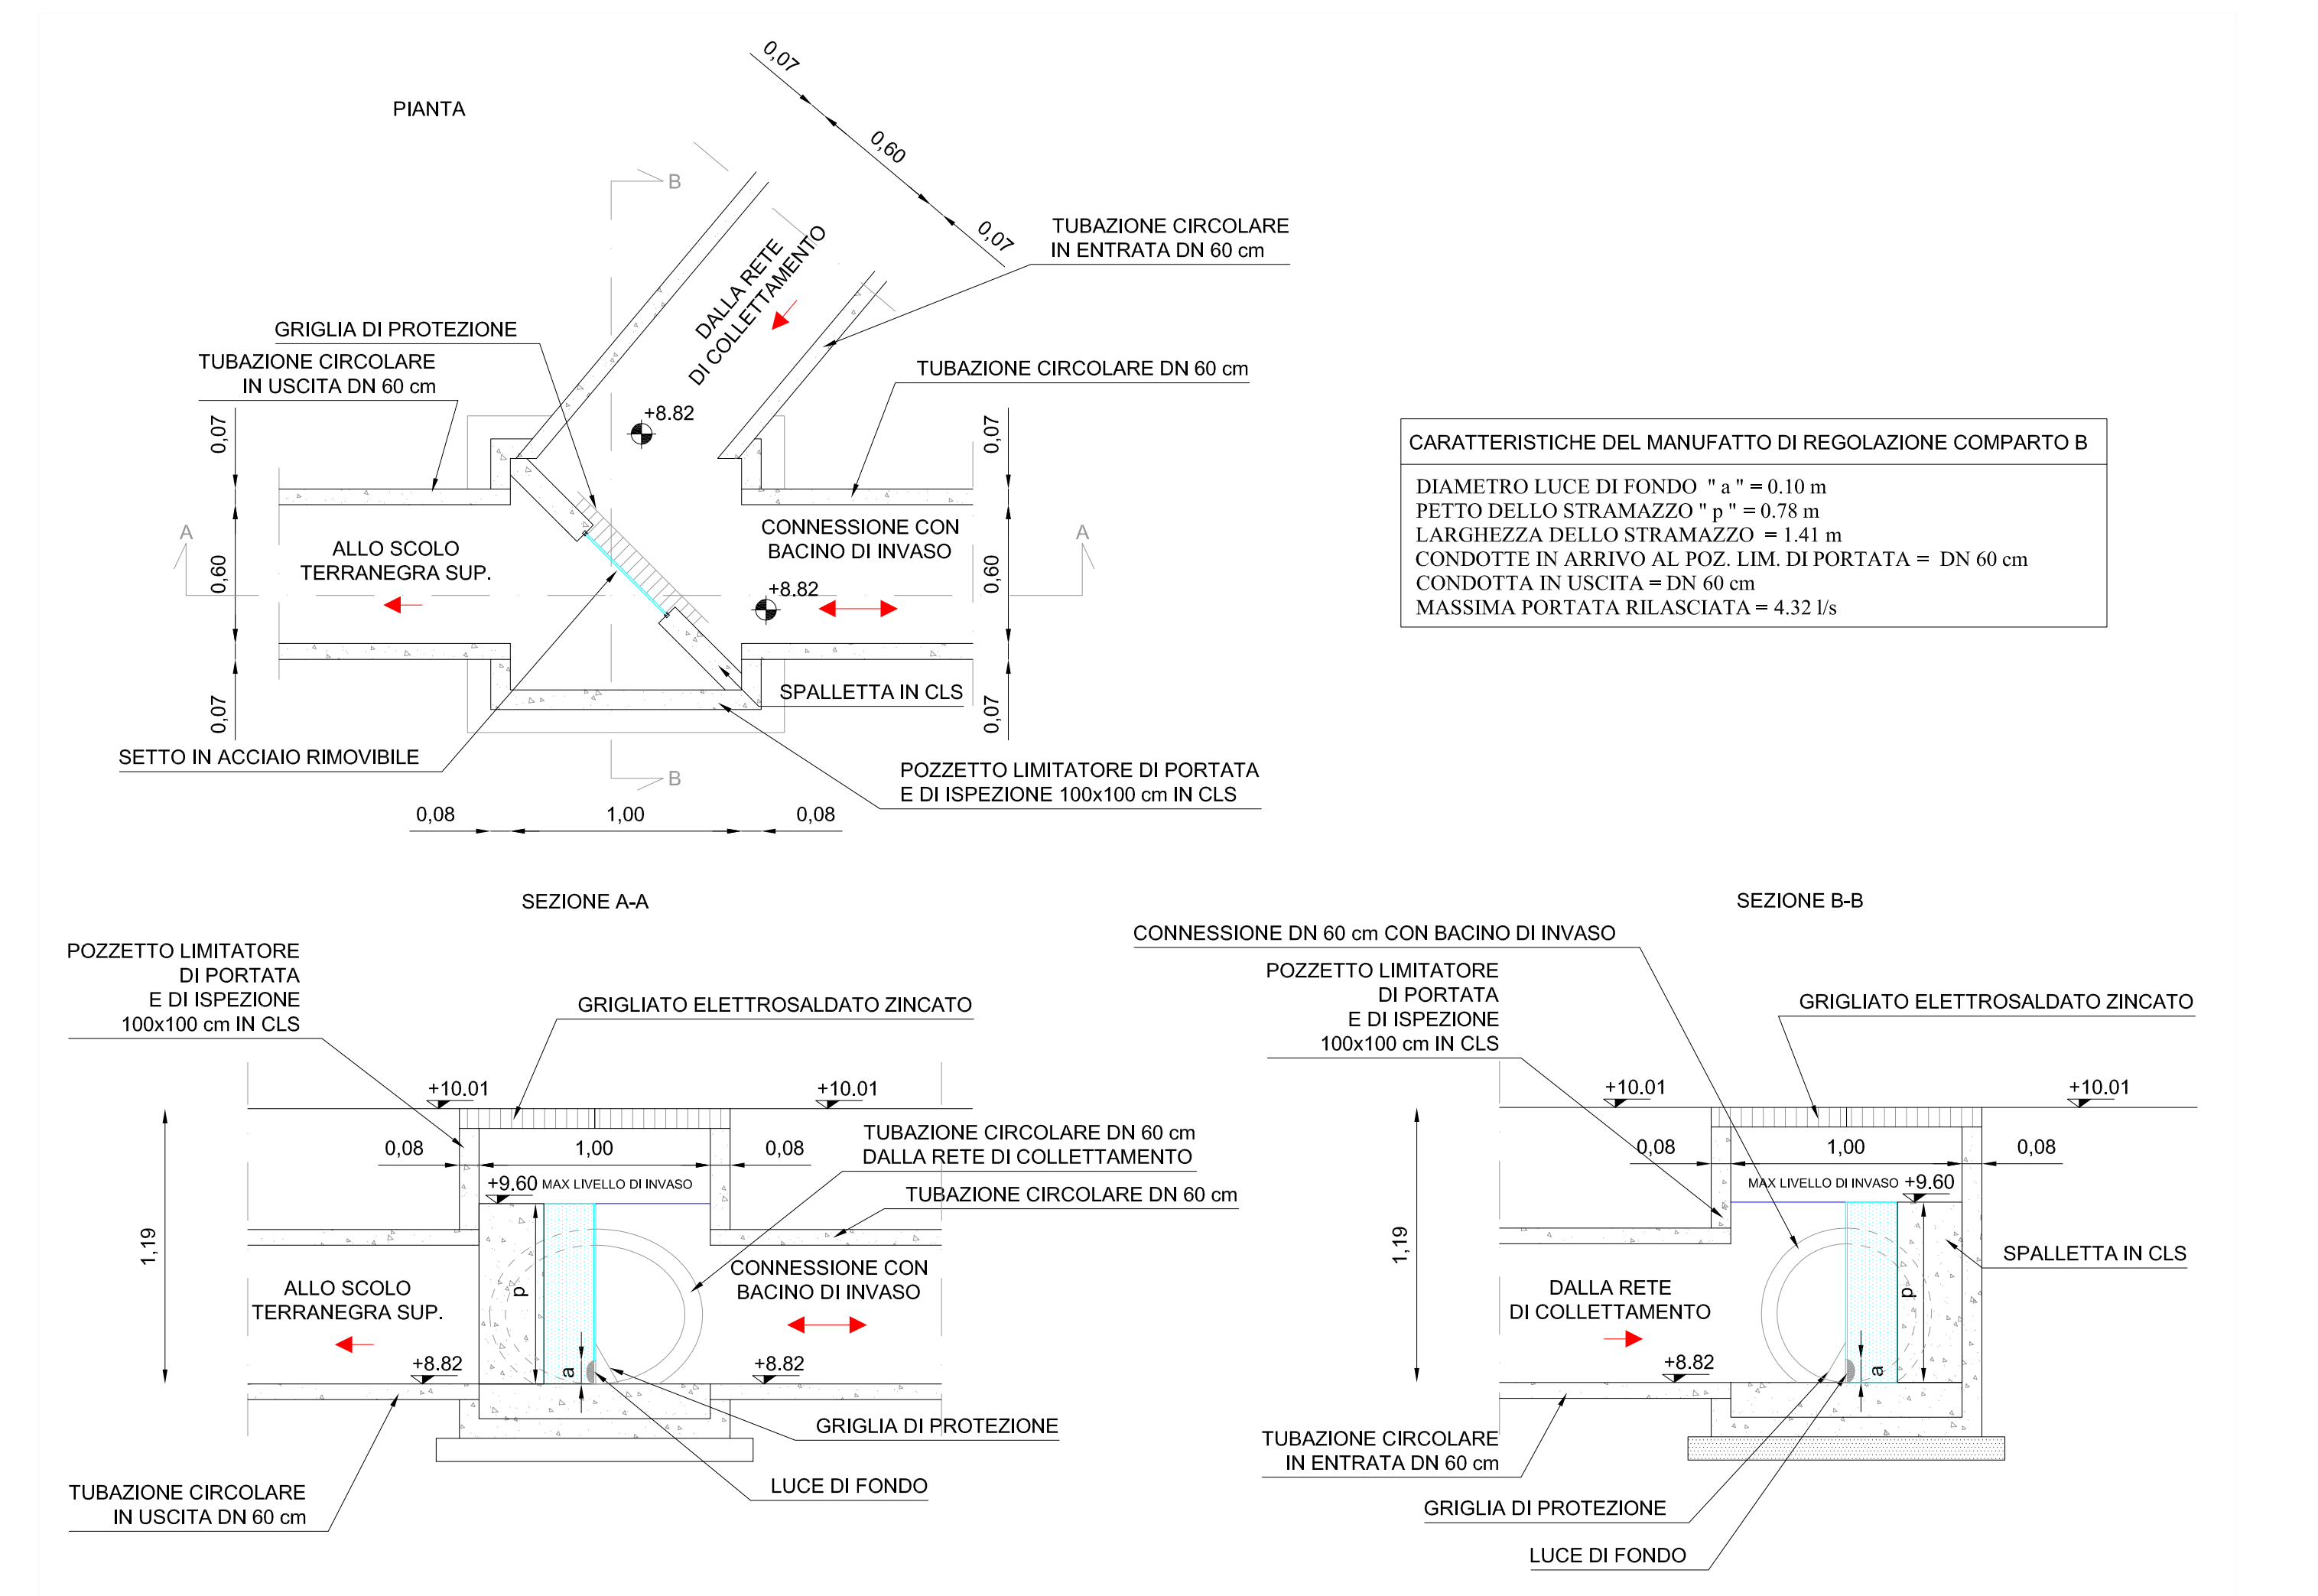 PIANTA
0,07
0,60
0,07
B
DALLA RETE
DI COLLETTAMENTO
TUBAZIONE CIRCOLARE
IN ENTRATA DN 60 cm
GRIGLIA DI PROTEZIONE
TUBAZIONE CIRCOLARE
IN USCITA DN 60 cm
TUBAZIONE CIRCOLARE DN 60 cm
+8.82
0,07
0,60
0,07
0,07
0,60
0,07
A
A
ALLO SCOLO
TERRANEGRA SUP.
CONNESSIONE CON
BACINO DI INVASO
+8.82
SPALLETTA IN CLS
SETTO IN ACCIAIO RIMOVIBILE
B
POZZETTO LIMITATORE DI PORTATA
E DI ISPEZIONE 100x100 cm IN CLS
0,08
1,00
0,08
CARATTERISTICHE DEL MANUFATTO DI REGOLAZIONE COMPARTO B
DIAMETRO LUCE DI FONDO " a " = 0.10 m
PETTO DELLO STRAMAZZO " p " = 0.78 m
LARGHEZZA DELLO STRAMAZZO = 1.41 m
CONDOTTE IN ARRIVO AL POZ. LIM. DI PORTATA = DN 60 cm
CONDOTTA IN USCITA = DN 60 cm
MASSIMA PORTATA RILASCIATA = 4.32 l/s
SEZIONE A-A
POZZETTO LIMITATORE
DI PORTATA
E DI ISPEZIONE
100x100 cm IN CLS
GRIGLIATO ELETTROSALDATO ZINCATO
+10.01
+10.01
0,08
1,00
0,08
TUBAZIONE CIRCOLARE DN 60 cm
DALLA RETE DI COLLETTAMENTO
+9.60 MAX LIVELLO DI INVASO
TUBAZIONE CIRCOLARE DN 60 cm
1,19
ALLO SCOLO
TERRANEGRA SUP.
p
CONNESSIONE CON
BACINO DI INVASO
+8.82
a
+8.82
GRIGLIA DI PROTEZIONE
LUCE DI FONDO
TUBAZIONE CIRCOLARE
IN USCITA DN 60 cm
SEZIONE B-B
CONNESSIONE DN 60 cm CON BACINO DI INVASO
POZZETTO LIMITATORE
DI PORTATA
E DI ISPEZIONE
100x100 cm IN CLS
GRIGLIATO ELETTROSALDATO ZINCATO
+10.01
+10.01
0,08
1,00
0,08
MAX LIVELLO DI INVASO +9.60
1,19
SPALLETTA IN CLS
DALLA RETE
DI COLLETTAMENTO
p
+8.82
a
TUBAZIONE CIRCOLARE
IN ENTRATA DN 60 cm
GRIGLIA DI PROTEZIONE
LUCE DI FONDO